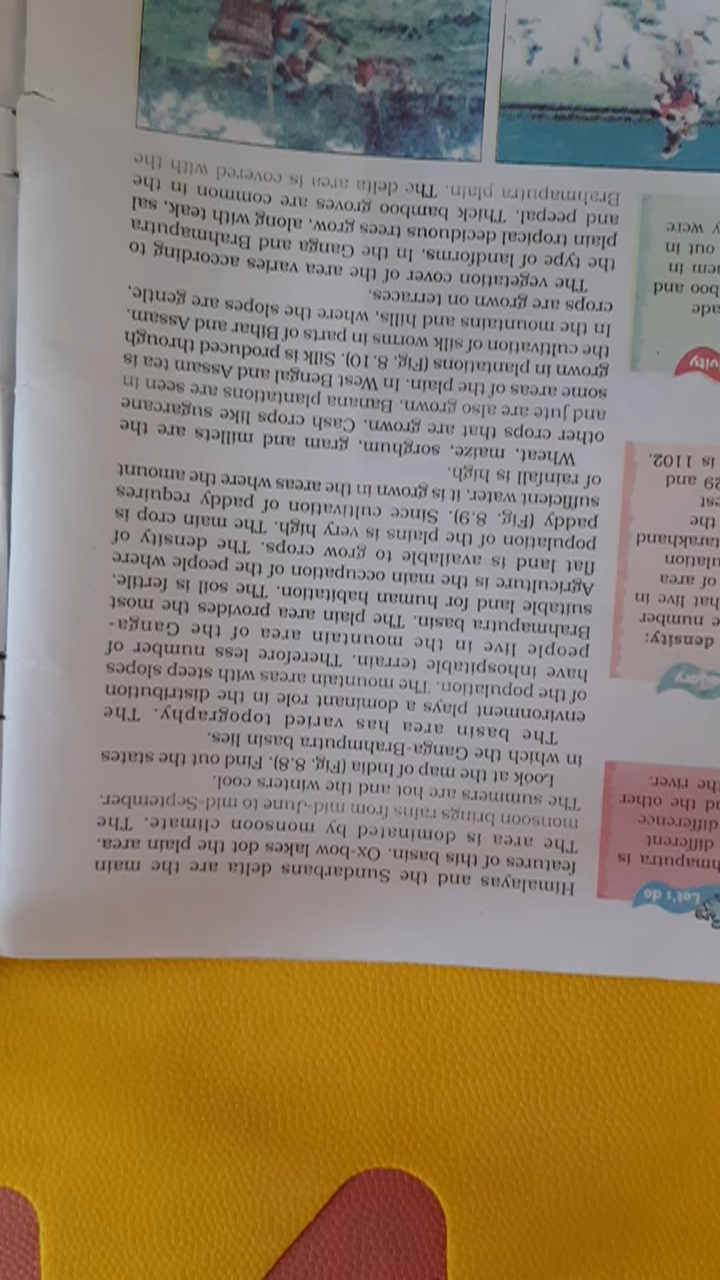 Let's do
hmaputra is
different
difference
nd the other
the river.
ssary
density:
e number
hat live in
of area
ulation
tarakhand
the
est
29 and
is 1102.
vity
ade
boo and
em in
out in
y were
Himalayas and the Sundarbans delta are the main
features of this basin. Ox-bow lakes dot the plain area.
The area is dominated by monsoon climate. The
monsoon brings rains from mid-June to mid-September.
The summers are hot and the winters cool.
Look at the map of India (Fig. 8.8). Find out the states
in which the Ganga-Brahmputra basin lies.
The basin area has varied topography. The
environment plays a dominant role in the distribution
of the population. The mountain areas with steep slopes
have inhospitable terrain. Therefore less number of
people live in the mountain area of the Ganga-
Brahmaputra basin. The plain area provides the most
suitable land for human habitation. The soil is fertile.
Agriculture is the main occupation of the people where
flat land is available to grow crops. The density of
population of the plains is very high. The main crop is
paddy (Fig. 8.9). Since cultivation of paddy requires
sufficient water, it is grown in the areas where the amount
of rainfall is high.
Wheat, maize, sorghum, gram and millets are the
other crops that are grown. Cash crops like sugarcane
and jute are also grown. Banana plantations are seen in
some areas of the plain. In West Bengal and Assam tea is
grown in plantations (Fig. 8.10). Silk is produced through
the cultivation of silk worms in parts of Bihar and Assam.
In the mountains and hills, where the slopes are gentle,
crops are grown on terraces.
The vegetation cover of the area varies according to
the type of landforms. In the Ganga and Brahmaputra
plain tropical deciduous trees grow, along with teak, sal
and peepal. Thick bamboo groves are common in the
Brahmaputra plain. The delta area is covered with the